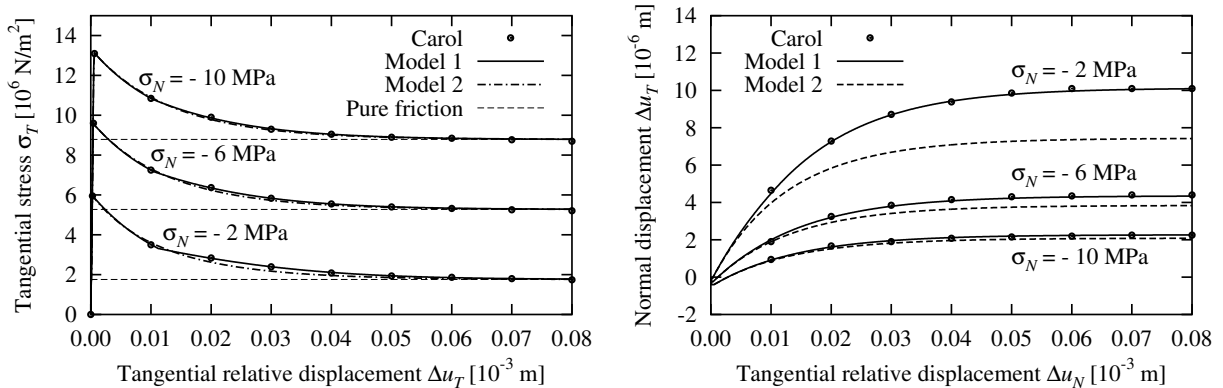 14
12
10
8
6
4
2
0
Tangential stress σT [10^6 N/m^2]
Carol
Model 1
Model 2
Pure friction
σN = - 10 MPa
σN = - 6 MPa
σN = - 2 MPa
0.00 0.01 0.02 0.03 0.04 0.05 0.06 0.07 0.08
Tangential relative displacement ΔuT [10^-3 m]
14
12
10
8
6
4
2
0
-2
Normal displacement ΔuT [10^-6 m]
Carol
Model 1
Model 2
σN = - 2 MPa
σN = - 6 MPa
σN = - 10 MPa
0.00 0.01 0.02 0.03 0.04 0.05 0.06 0.07 0.08
Tangential relative displacement ΔuN [10^-3 m]